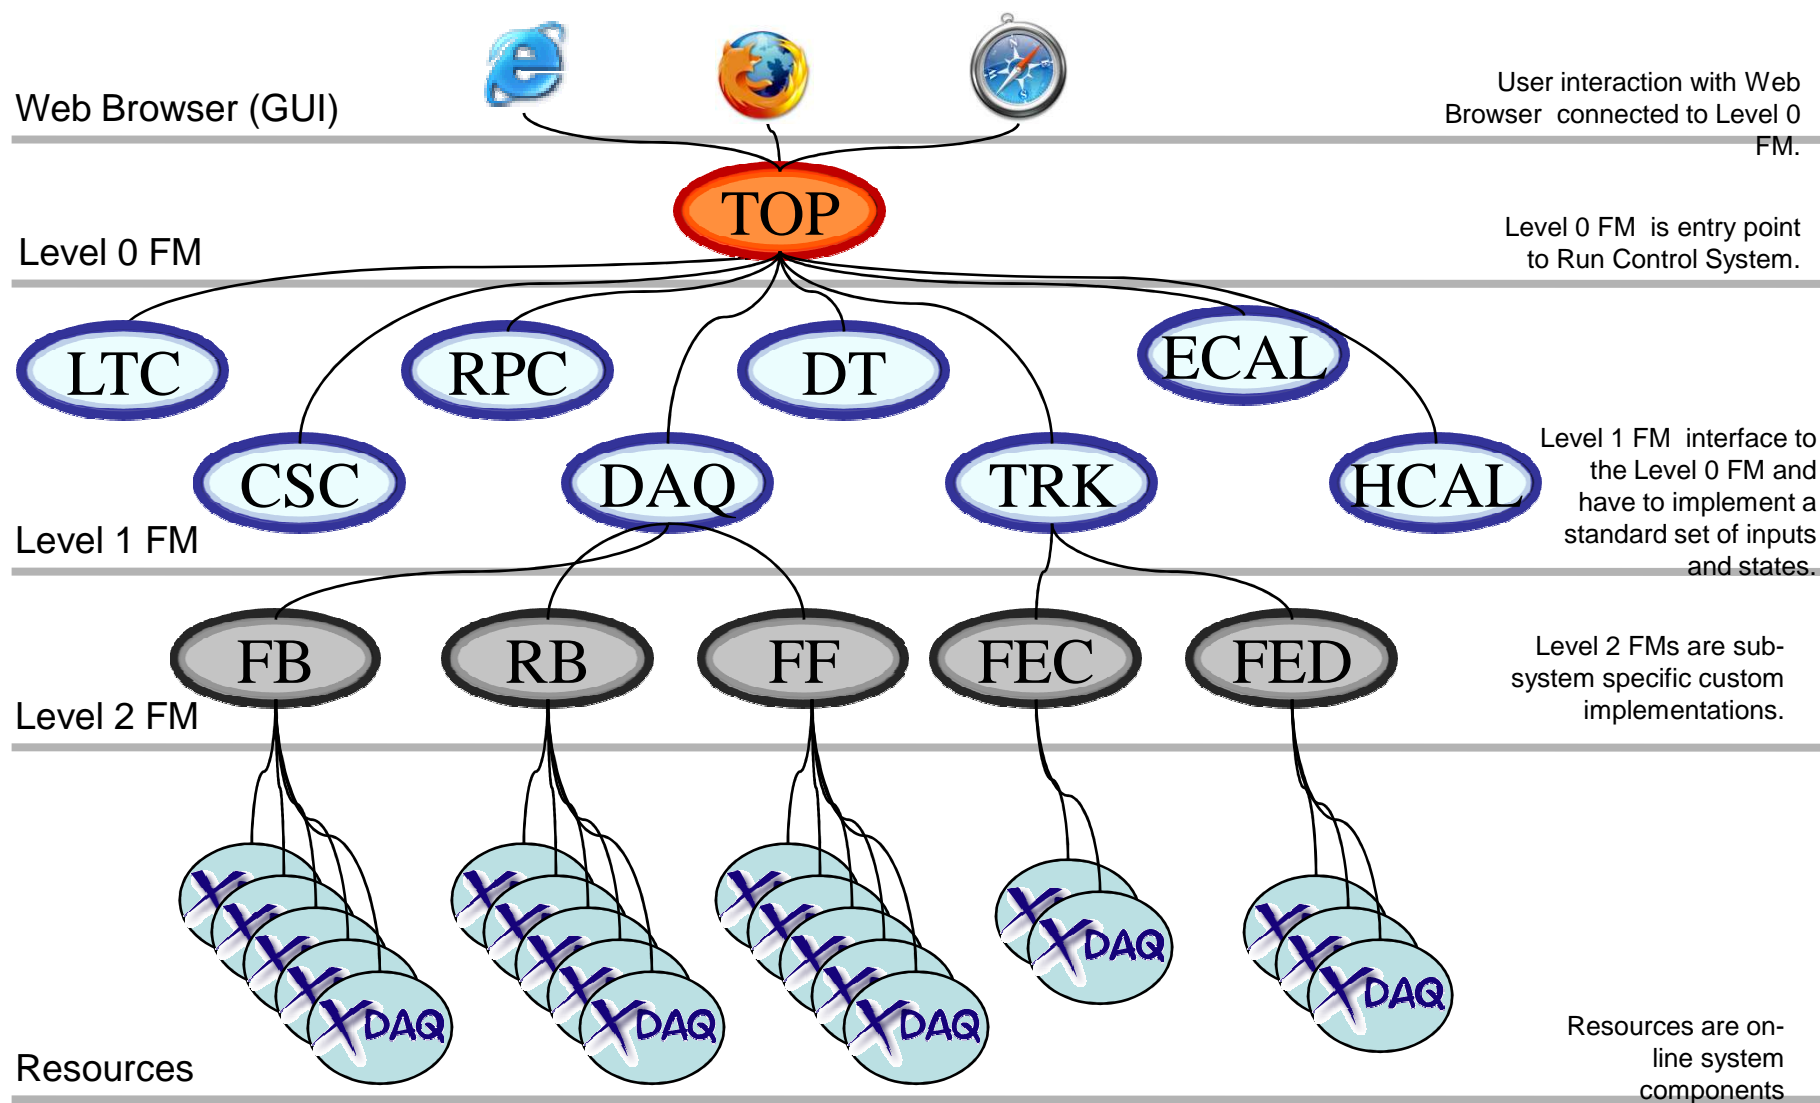 Web Browser (GUI)
User interaction with Web
Browser connected to Level 0
FM.
TOP
Level 0 FM
Level 0 FM is entry point
to Run Control System.
LTC
RPC
DT
ECAL
CSC
DAQ
TRK
HCAL
Level 1 FM
Level 1 FM interface to
the Level 0 FM and
have to implement a
standard set of inputs
and states.
FB
RB
FF
FEC
FED
Level 2 FM
Level 2 FMs are sub-
system specific custom
implementations.
X
X
X
X
XDAQ
X
X
X
X
XDAQ
X
X
X
X
XDAQ
X
XDAQ
X
X
XDAQ
Resources
Resources are on-
line system
components